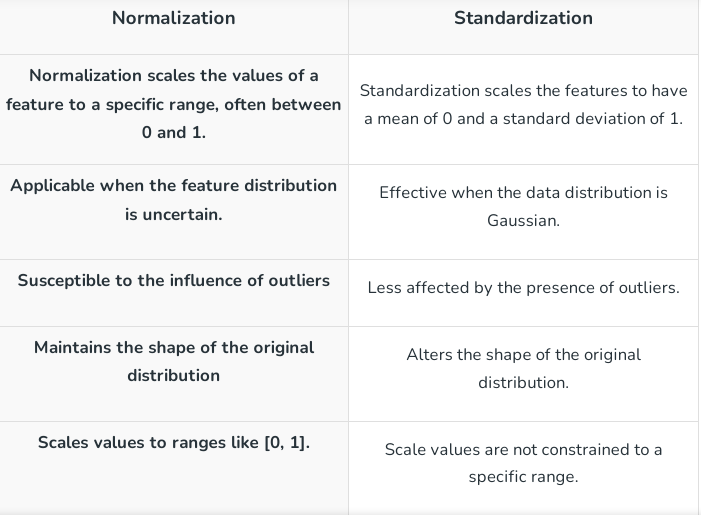 Normalization
Standardization
Normalization scales the values of a
feature to a specific range, often between
0 and 1.
Standardization scales the features to have
a mean of 0 and a standard deviation of 1.
Applicable when the feature distribution
is uncertain.
Effective when the data distribution is
Gaussian.
Susceptible to the influence of outliers
Less affected by the presence of outliers.
Maintains the shape of the original
distribution
Alters the shape of the original
distribution.
Scales values to ranges like [0, 1].
Scale values are not constrained to a
specific range.